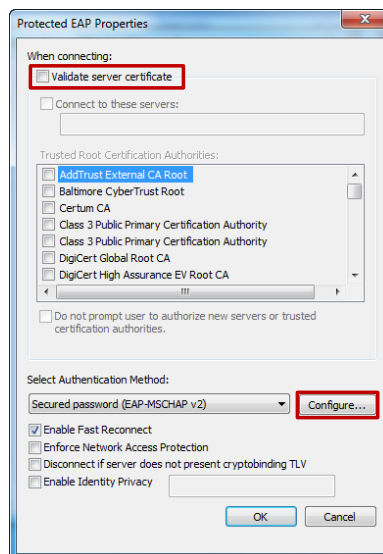 Protected EAP Properties
When connecting:
Validate server certificate
Connect to these servers:
Trusted Root Certification Authorities:
AddTrust External CA Root
Baltimore CyberTrust Root
Certum CA
Class 3 Public Primary Certification Authority
Class 3 Public Primary Certification Authority
DigiCert Global Root CA
DigiCert High Assurance EV Root CA
Do not prompt user to authorize new servers or trusted
certification authorities.
Select Authentication Method:
Secured password (EAP-MSCHAP v2) Configure...
Enable Fast Reconnect
Enforce Network Access Protection
Disconnect if server does not present cryptobinding TLV
Enable Identity Privacy
OK Cancel